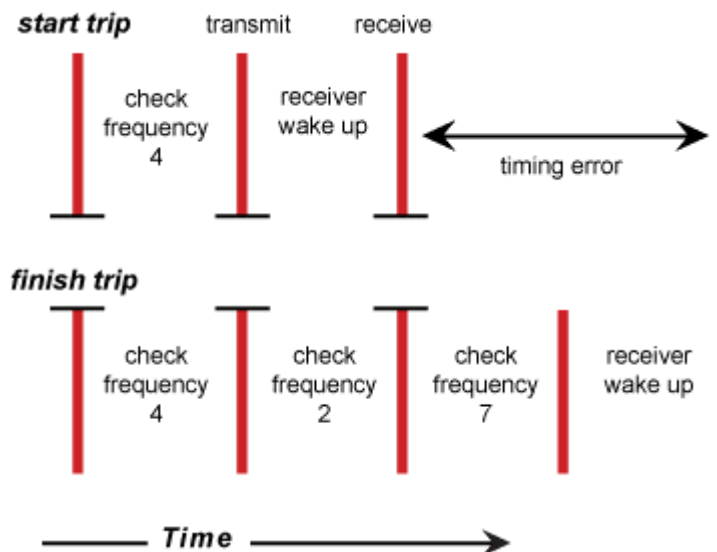 start trip
transmit
receive
check
frequency
4
receiver
wake up
timing error
finish trip
check
frequency
4
check
frequency
2
check
frequency
7
receiver
wake up
Time